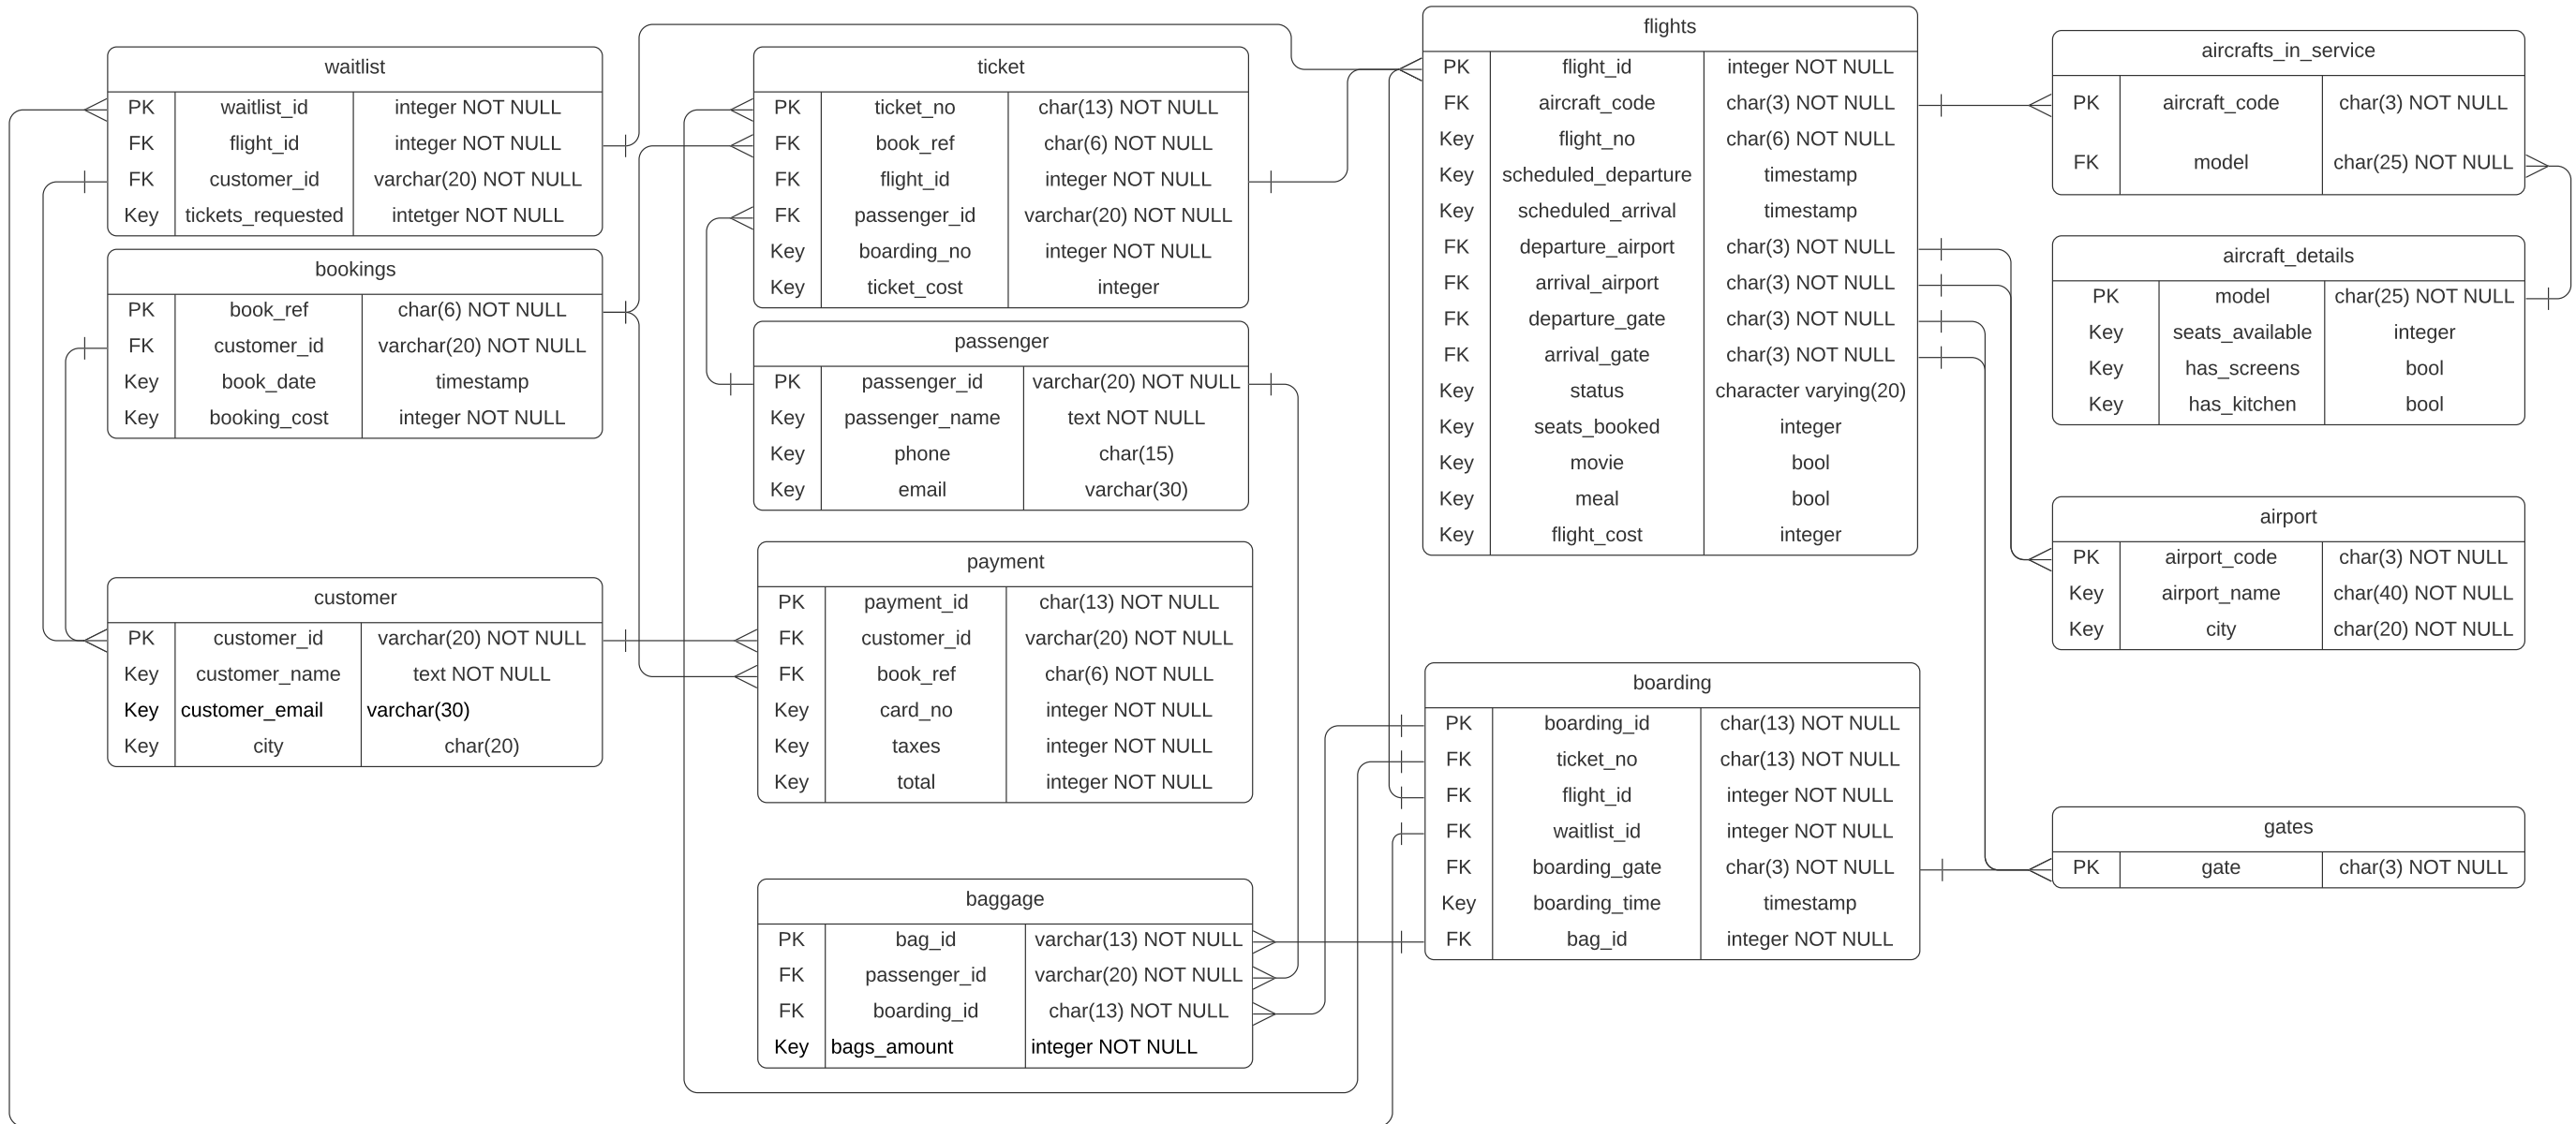 waitlist
PK waitlist_id integer NOT NULL
FK flight_id integer NOT NULL
FK customer_id varchar(20) NOT NULL
Key tickets_requested intetger NOT NULL
bookings
PK book_ref char(6) NOT NULL
FK customer_id varchar(20) NOT NULL
Key book_date timestamp
Key booking_cost integer NOT NULL
customer
PK customer_id varchar(20) NOT NULL
Key customer_name text NOT NULL
Key customer_email varchar(30)
Key city char(20)
ticket
PK ticket_no char(13) NOT NULL
FK book_ref char(6) NOT NULL
FK flight_id integer NOT NULL
FK passenger_id varchar(20) NOT NULL
Key boarding_no integer NOT NULL
Key ticket_cost integer
passenger
PK passenger_id varchar(20) NOT NULL
Key passenger_name text NOT NULL
Key phone char(15)
Key email varchar(30)
payment
PK payment_id char(13) NOT NULL
FK customer_id varchar(20) NOT NULL
FK book_ref char(6) NOT NULL
Key card_no integer NOT NULL
Key taxes integer NOT NULL
Key total integer NOT NULL
baggage
PK bag_id varchar(13) NOT NULL
FK passenger_id varchar(20) NOT NULL
FK boarding_id char(13) NOT NULL
Key bags_amount integer NOT NULL
flights
PK flight_id integer NOT NULL
FK aircraft_code char(3) NOT NULL
Key flight_no char(6) NOT NULL
Key scheduled_departure timestamp
Key scheduled_arrival timestamp
FK departure_airport char(3) NOT NULL
FK arrival_airport char(3) NOT NULL
FK departure_gate char(3) NOT NULL
FK arrival_gate char(3) NOT NULL
Key status character varying(20)
Key seats_booked integer
Key movie bool
Key meal bool
Key flight_cost integer
boarding
PK boarding_id char(13) NOT NULL
FK ticket_no char(13) NOT NULL
FK flight_id integer NOT NULL
FK waitlist_id integer NOT NULL
FK boarding_gate char(3) NOT NULL
Key boarding_time timestamp
FK bag_id integer NOT NULL
aircrafts_in_service
PK aircraft_code char(3) NOT NULL
FK model char(25) NOT NULL
aircraft_details
PK model char(25) NOT NULL
Key seats_available integer
Key has_screens bool
Key has_kitchen bool
airport
PK airport_code char(3) NOT NULL
Key airport_name char(40) NOT NULL
Key city char(20) NOT NULL
gates
PK gate char(3) NOT NULL